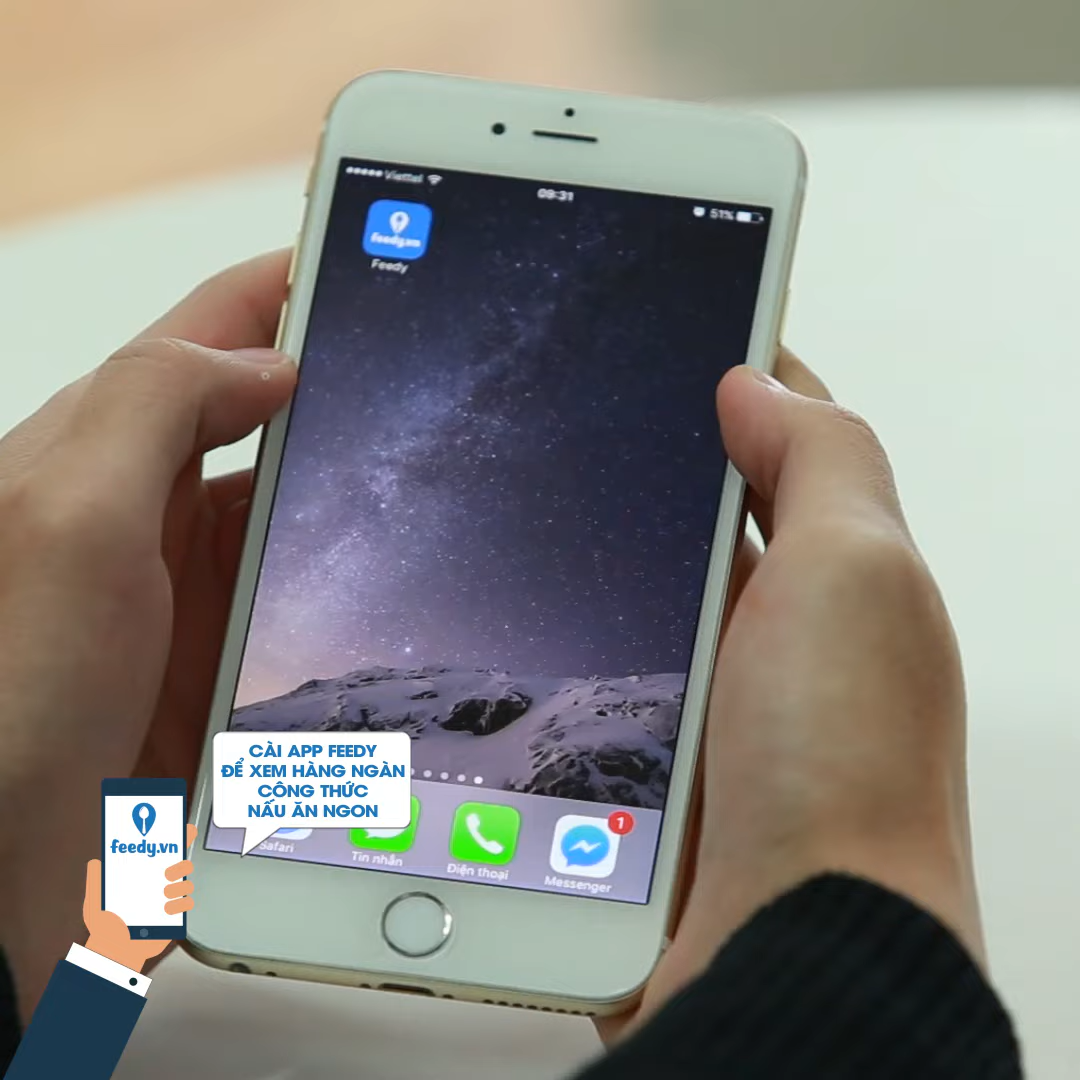 Viettel
09:31
51%
feedy.vn
Feedy
CÀI APP FEEDY
ĐỂ XEM HÀNG NGÀN
CÔNG THỨC
NẤU ĂN NGON
feedy.vn
Safari
Tin nhắn
Điện thoại
Messenger
1